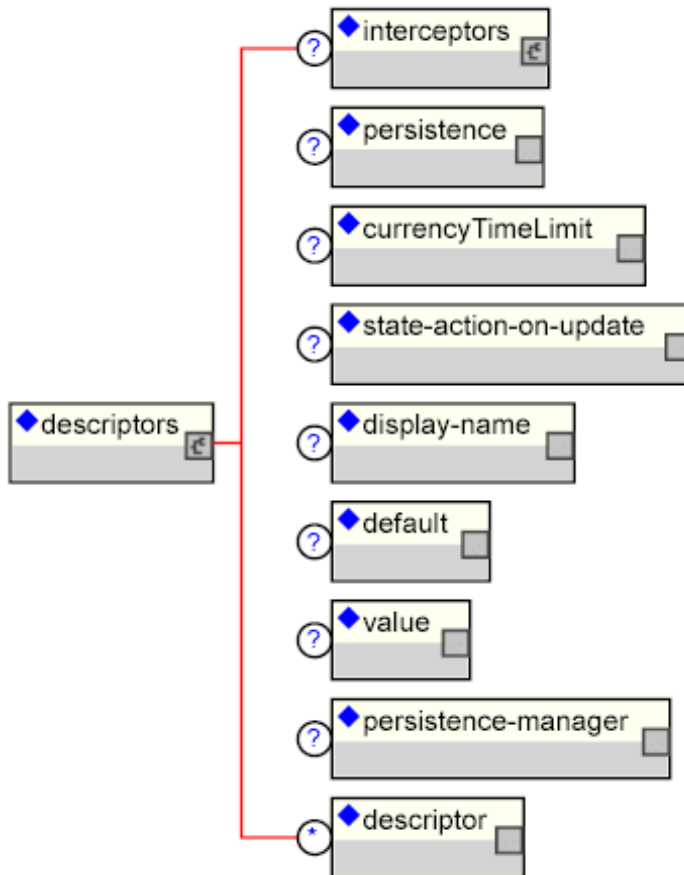 ? interceptors
? persistence
? currencyTimeLimit
? state-action-on-update
descriptors
? display-name
? default
? value
? persistence-manager
* descriptor